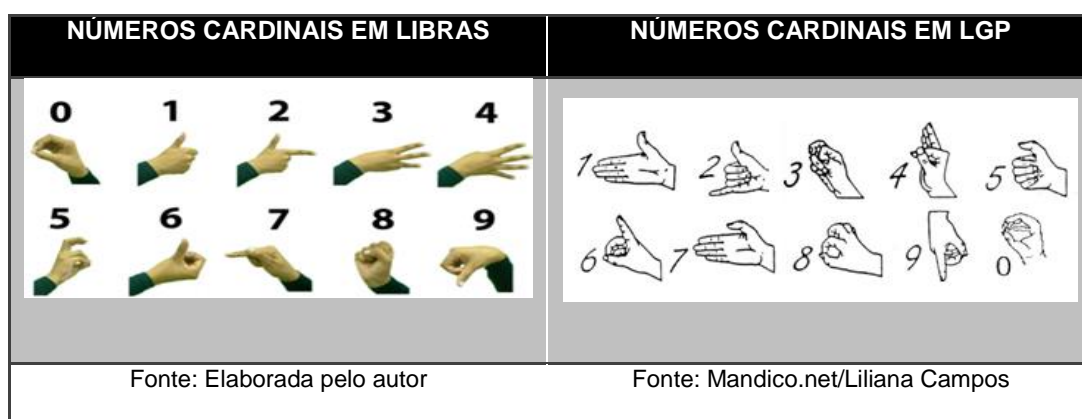 NÚMEROS CARDINAIS EM LIBRAS
NÚMEROS CARDINAIS EM LGP
0 1 2 3 4
5 6 7 8 9
1 2 3 4 5
6 7 8 9 0
Fonte: Elaborada pelo autor
Fonte: Mandico.net/Liliana Campos